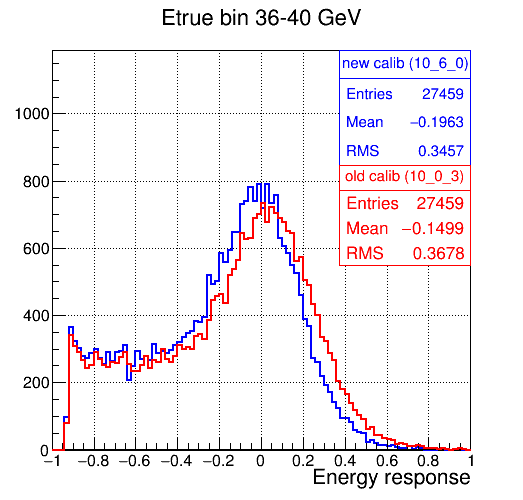 Etrue bin 36-40 GeV
new calib (10_6_0)
Entries 27459
Mean −0.1963
RMS 0.3457
old calib (10_0_3)
Entries 27459
Mean −0.1499
RMS 0.3678
1000
800
600
400
200
0
−1 −0.8 −0.6 −0.4 −0.2 0 0.2 0.4 0.6 0.8 1
Energy response